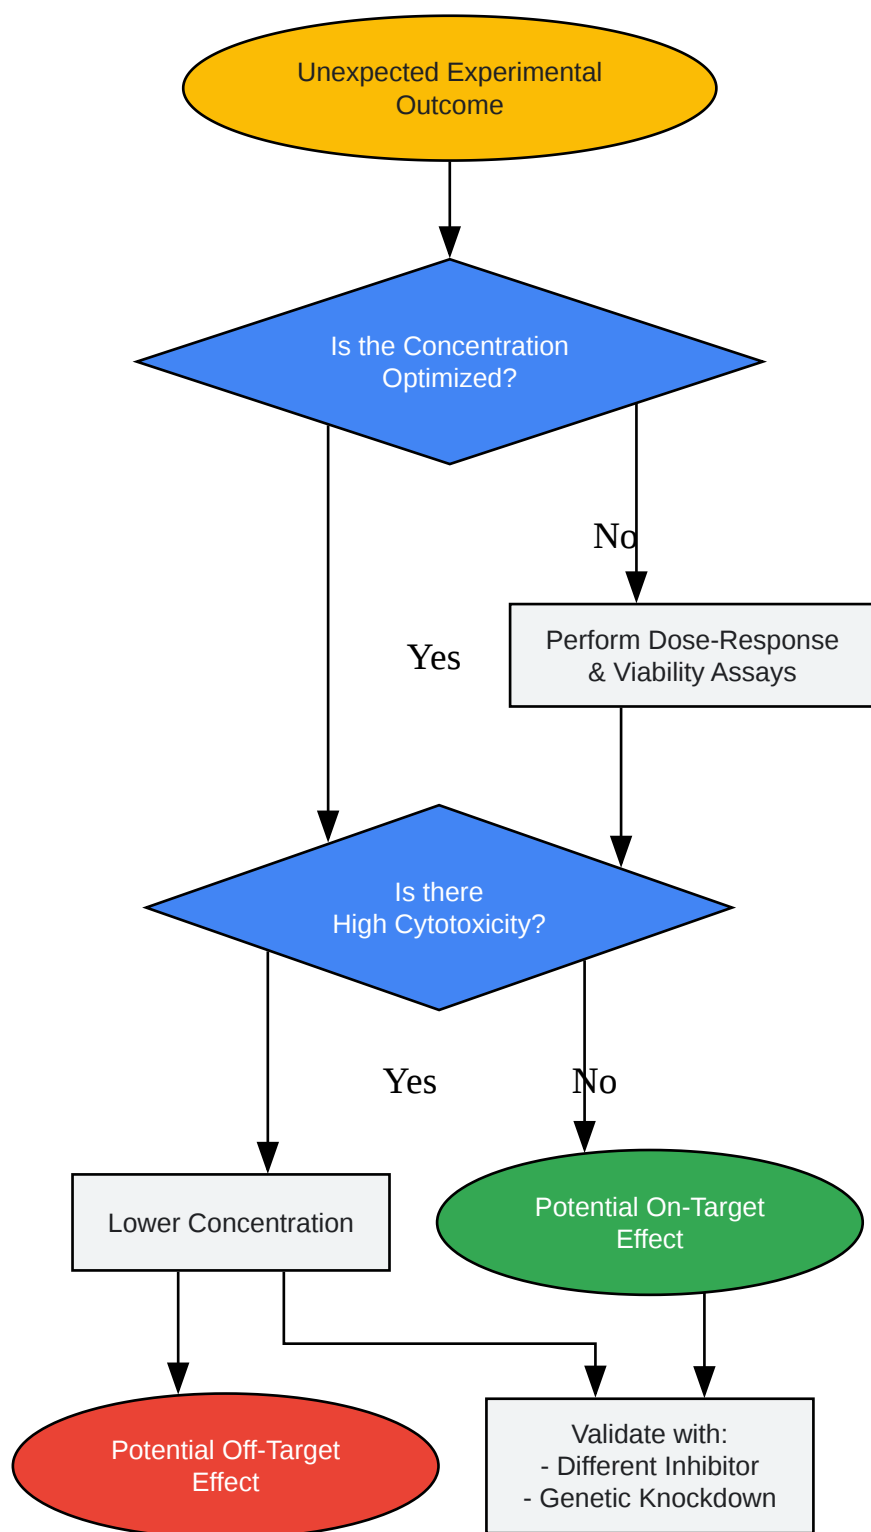 Unexpected Experimental
Outcome
Is the Concentration
Optimized?
No
Yes
Perform Dose-Response
& Viability Assays
Is there
High Cytotoxicity?
Yes
No
Lower Concentration
Potential On-Target
Effect
Potential Off-Target
Effect
Validate with:
- Different Inhibitor
- Genetic Knockdown